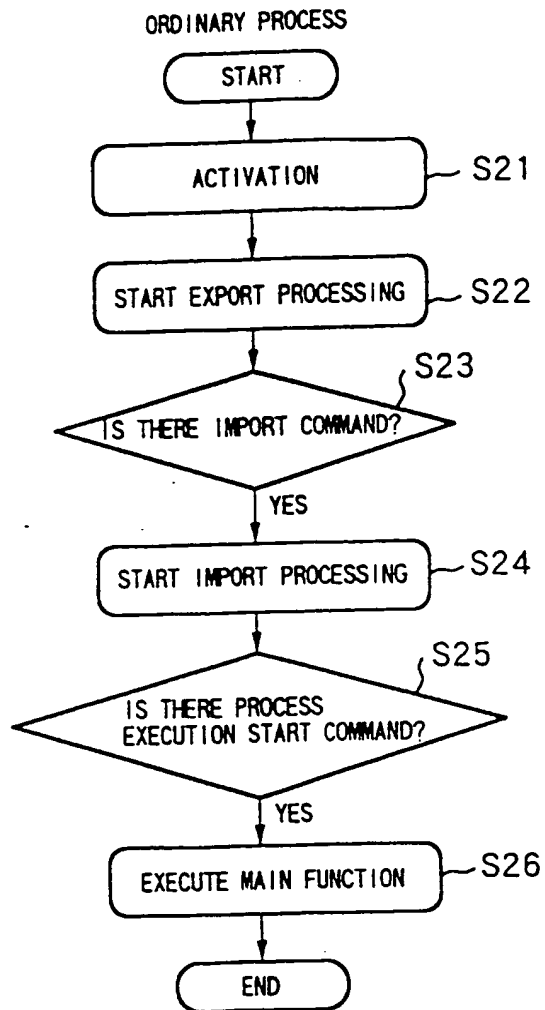 ORDINARY PROCESS
START
ACTIVATION
S21
START EXPORT PROCESSING
S22
S23
IS THERE IMPORT COMMAND?
YES
START IMPORT PROCESSING
S24
S25
IS THERE PROCESS
EXECUTION START COMMAND?
YES
EXECUTE MAIN FUNCTION
S26
END